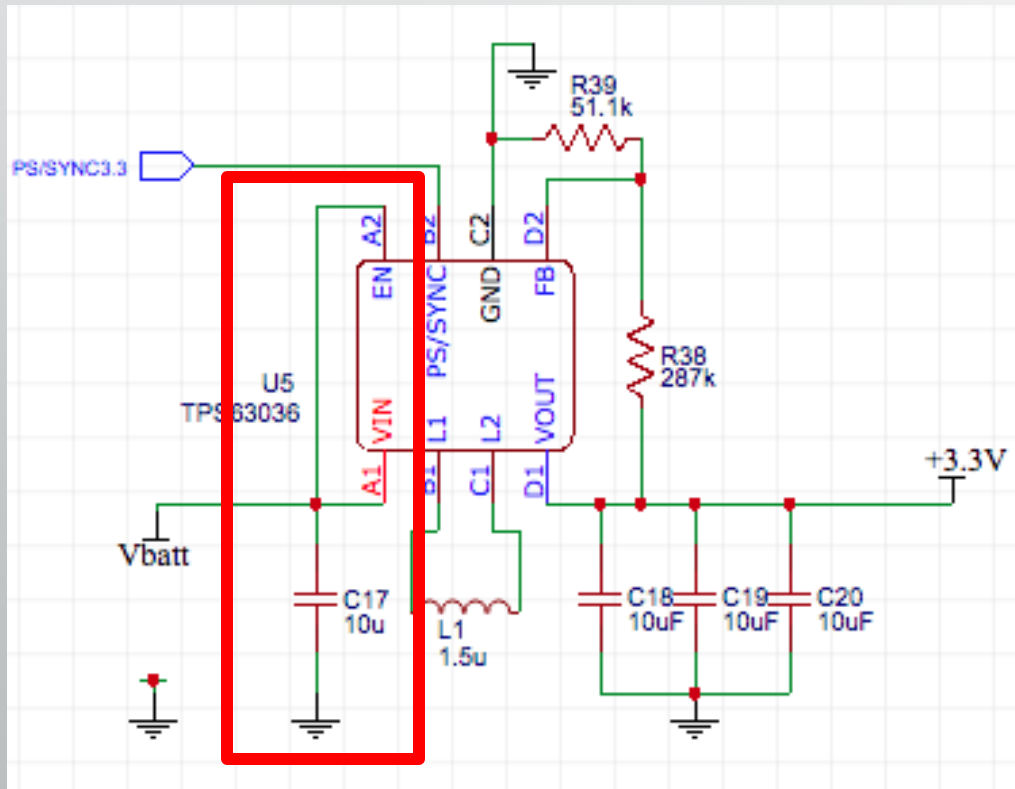 R39
51.1k
PS/SYNC3.3
A2
B2
C2
D2
EN
PS/SYNC
GND
FB
R38
287k
U5
TPS63036
VIN
L1
L2
VOUT
A1
B1
C1
D1
+3.3V
Vbatt
C17
10u
L1
1.5u
C18
10uF
C19
10uF
C20
10uF